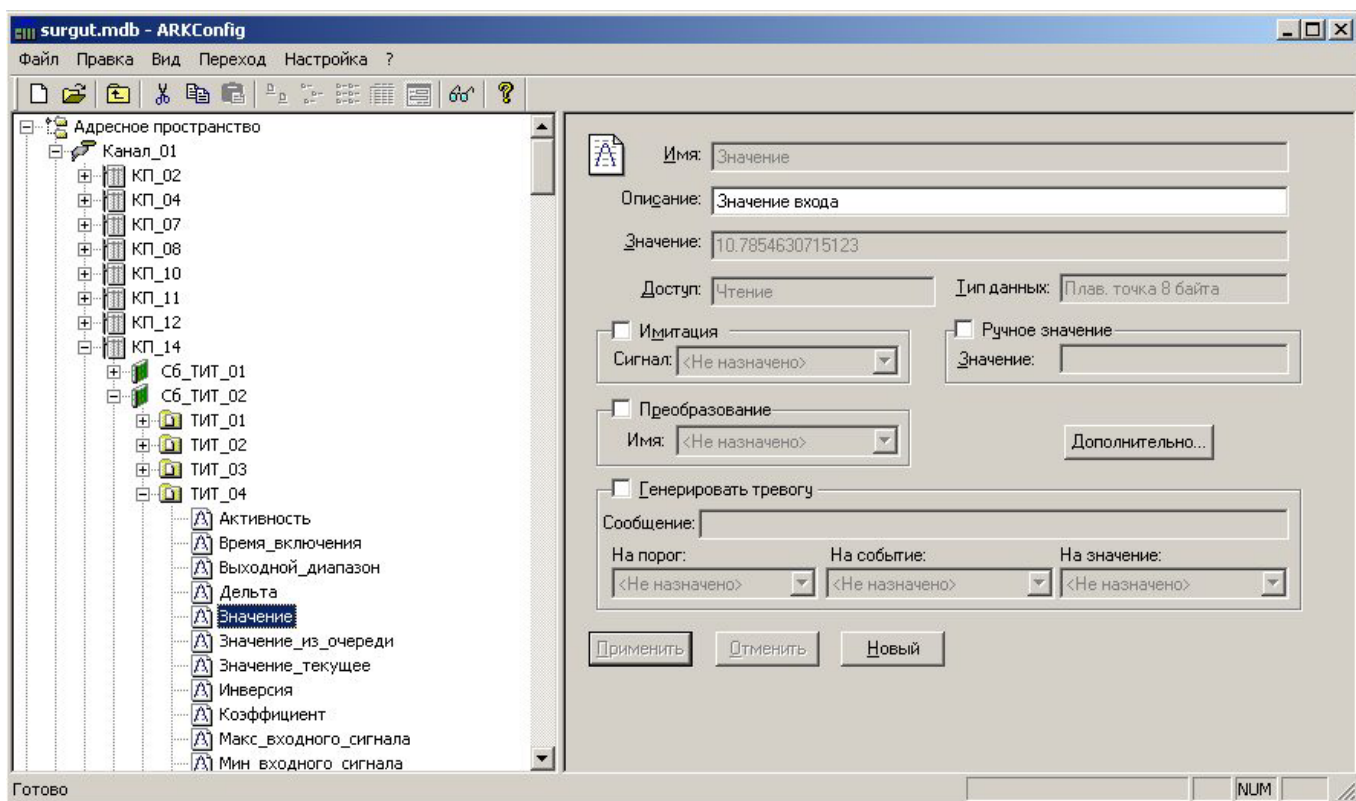 surgut.mdb - ARKConfig
Файл Правка Вид Переход Настройка ?
Адресное пространство
Канал_01
КП_02
КП_04
КП_07
КП_08
КП_10
КП_11
КП_12
КП_14
Сб_ТИТ_01
Сб_ТИТ_02
ТИТ_01
ТИТ_02
ТИТ_03
ТИТ_04
Активность
Время_включения
Выходной_диапазон
Дельта
Значение
Значение_из_очереди
Значение_текущее
Инверсия
Коэффициент
Макс_входного_сигнала
Мин_входного_сигнала
Имя: Значение
Описание: Значение входа
Значение: 10.7854630715123
Доступ: Чтение Тип данных: Плав. точка 8 байта
Имитация Ручное значение
Сигнал: <Не назначено> Значение:
Преобразование
Имя: <Не назначено> Дополнительно...
Генерировать тревогу
Сообщение:
На порог: На событие: На значение:
<Не назначено> <Не назначено> <Не назначено>
Применить Отменить Новый
Готово NUM